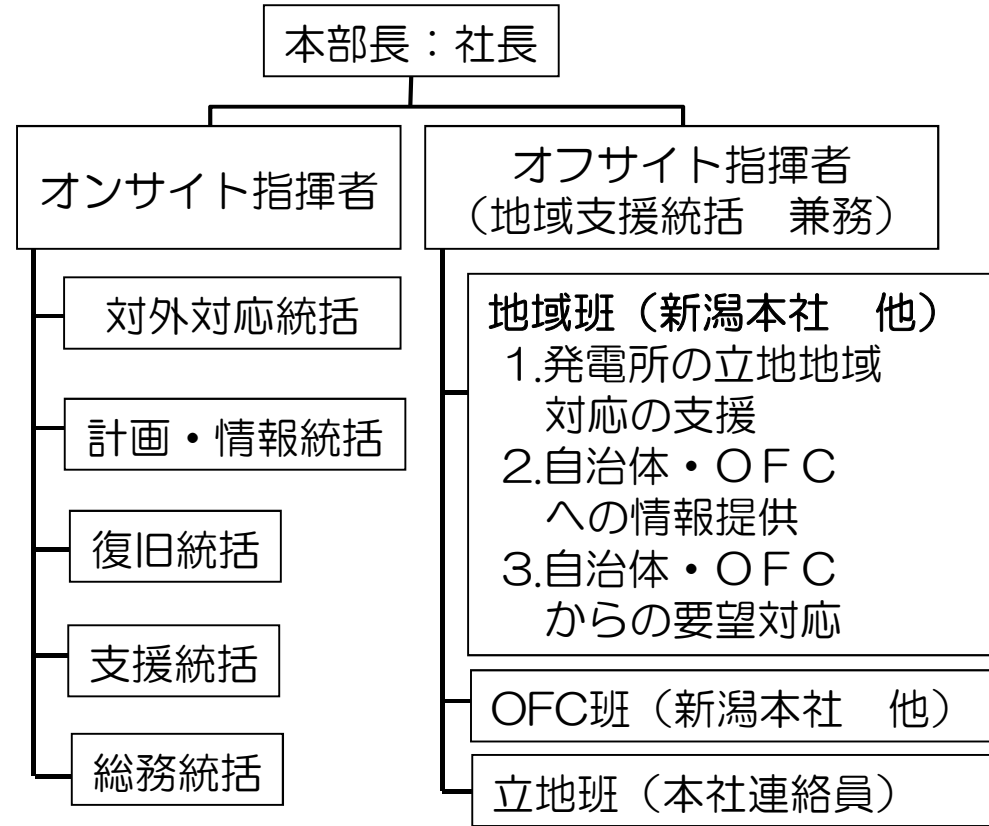 本部長：社長
オンサイト指揮者
オフサイト指揮者
（地域支援統括　兼務）
対外対応統括
計画・情報統括
復旧統括
支援統括
総務統括
地域班（新潟本社　他）
１.発電所の立地地域
対応の支援
２.自治体・ＯＦＣ
への情報提供
３.自治体・ＯＦＣ
からの要望対応
OFC班（新潟本社　他）
立地班（本社連絡員）